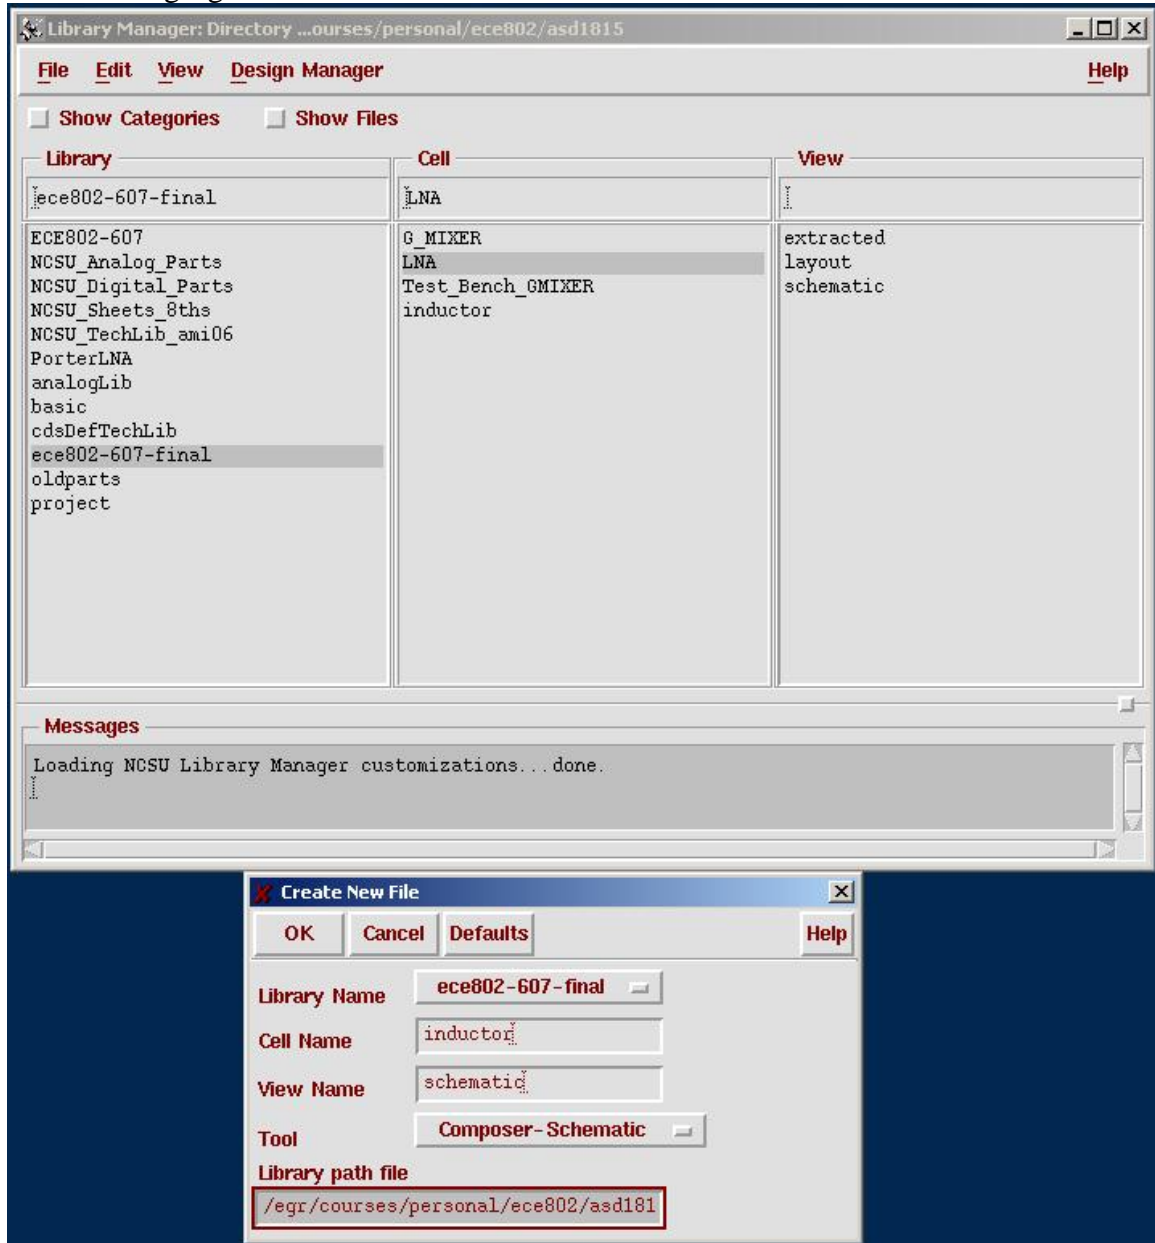 Library Manager: Directory ...ourses/personal/ece802/asd1815
File Edit View Design Manager Help
Show Categories Show Files
Library Cell View
ece802-607-final LNA
ECE802-607 G_MIXER extracted
NCSU_Analog_Parts LNA layout
NCSU_Digital_Parts Test_Bench_GMIXER schematic
NCSU_Sheets_8ths inductor
NCSU_TechLib_ami06
PorterLNA
analogLib
basic
cdsDefTechLib
ece802-607-final
oldparts
project
Messages
Loading NCSU Library Manager customizations...done.
Create New File
OK Cancel Defaults Help
Library Name ece802-607-final
Cell Name inductor
View Name schematic
Tool Composer-Schematic
Library path file
/egr/courses/personal/ece802/asd181